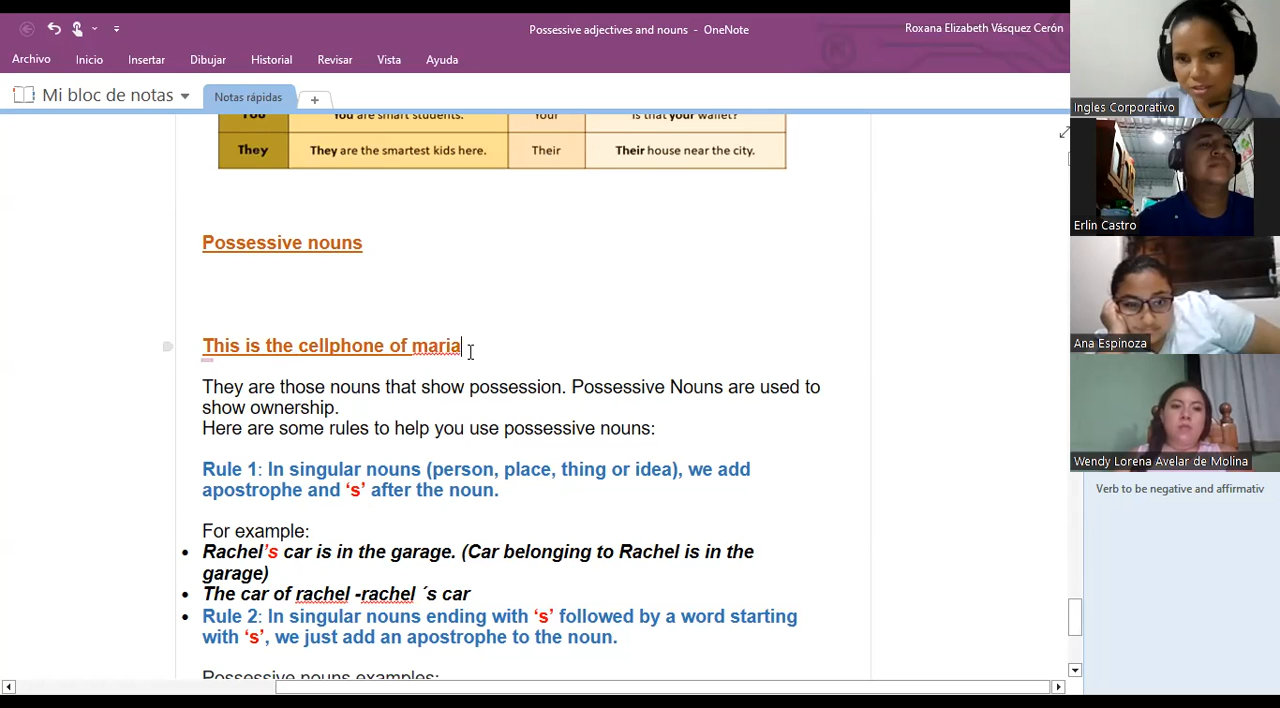 Possessive adjectives and nouns - OneNote
Roxana Elizabeth Vásquez Cerón
Archivo Inicio Insertar Dibujar Historial Revisar Vista Ayuda
Mi bloc de notas Notas rápidas +
You You are smart students. Your Is that your wallet?
They They are the smartest kids here. Their Their house near the city.
Possessive nouns
This is the cellphone of maria
They are those nouns that show possession. Possessive Nouns are used to
show ownership.
Here are some rules to help you use possessive nouns:
Rule 1: In singular nouns (person, place, thing or idea), we add
apostrophe and ‘s’ after the noun.
For example:
• Rachel’s car is in the garage. (Car belonging to Rachel is in the
garage)
• The car of rachel -rachel ´s car
• Rule 2: In singular nouns ending with ‘s’ followed by a word starting
with ‘s’, we just add an apostrophe to the noun.
Possessive nouns examples:
Ingles Corporativo
Erlin Castro
Ana Espinoza
Wendy Lorena Avelar de Molina
Verb to be negative and affirmativ